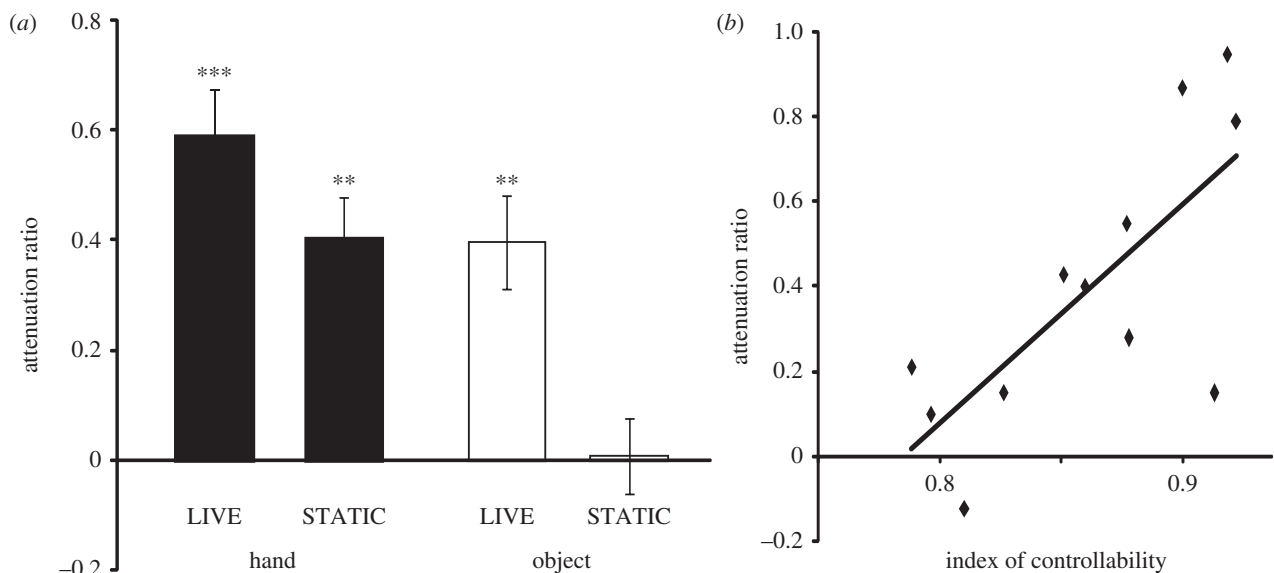 (a)
0.8
0.6
0.4
0.2
0
–0.2
attenuation ratio
***
**
**
LIVE STATIC LIVE STATIC
hand object
(b)
1.0
0.8
0.6
0.4
0.2
0
–0.2
attenuation ratio
0.8 0.9
index of controllability